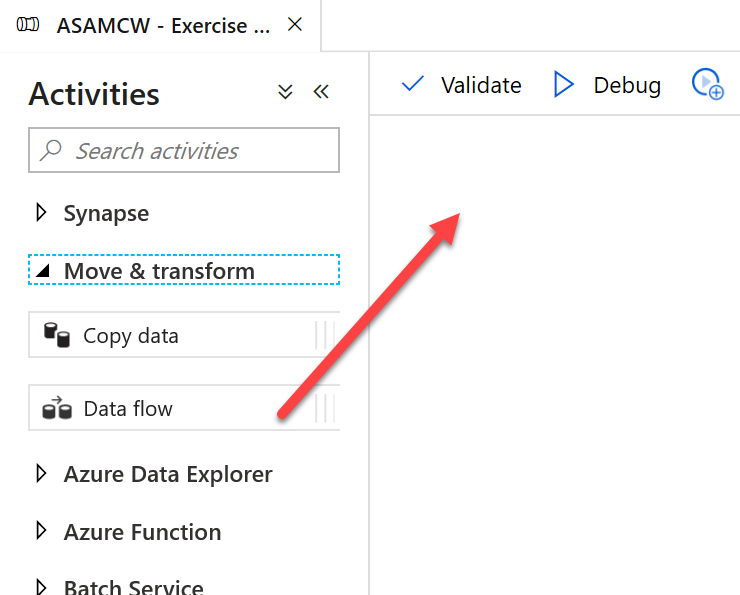 ASAMCW - Exercise ...
Activities
Validate
Debug
Search activities
Synapse
Move & transform
Copy data
Data flow
Azure Data Explorer
Azure Function
Batch Service